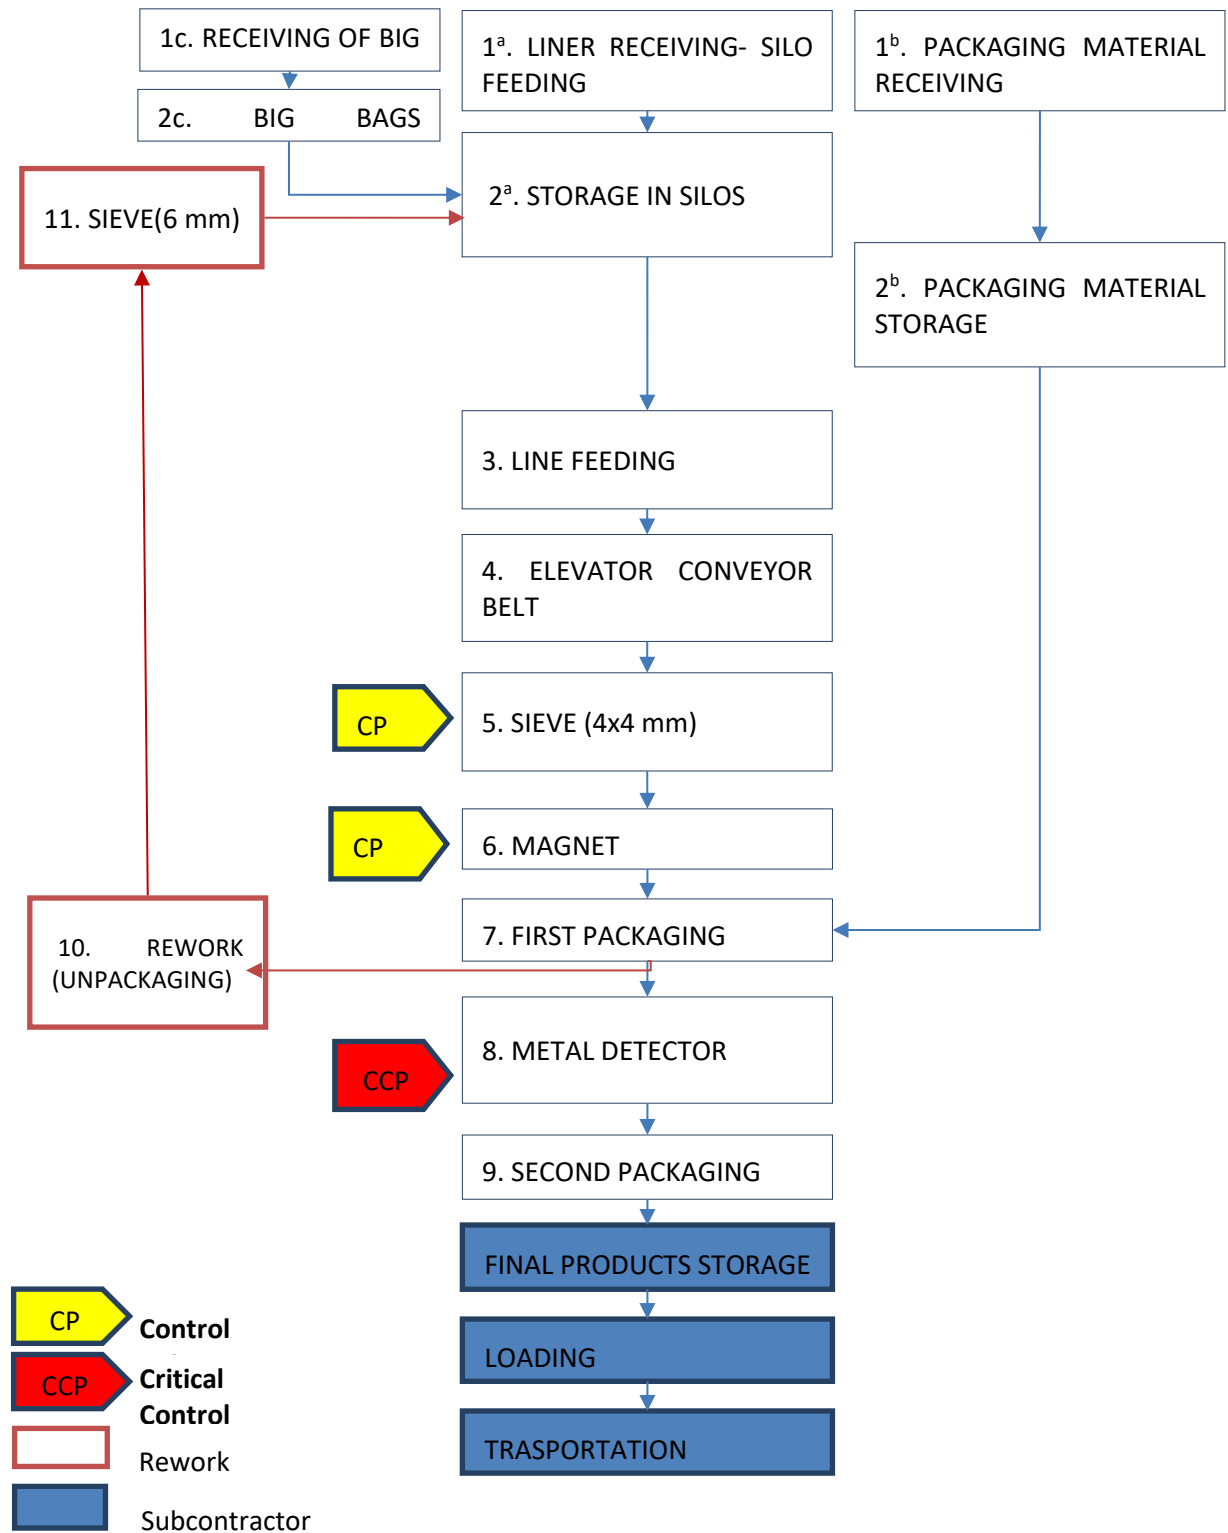 1c. RECEIVING OF BIG
2c. BIG BAGS
1ª. LINER RECEIVING- SILO
FEEDING
1ᵇ. PACKAGING MATERIAL
RECEIVING
11. SIEVE(6 mm)
2ª. STORAGE IN SILOS
2ᵇ. PACKAGING MATERIAL
STORAGE
3. LINE FEEDING
4. ELEVATOR CONVEYOR
BELT
CP
5. SIEVE (4x4 mm)
CP
6. MAGNET
7. FIRST PACKAGING
10. REWORK
(UNPACKAGING)
CCP
8. METAL DETECTOR
9. SECOND PACKAGING
FINAL PRODUCTS STORAGE
LOADING
TRASPORTATION
CP
Control
CCP
Critical
Control
Rework
Subcontractor